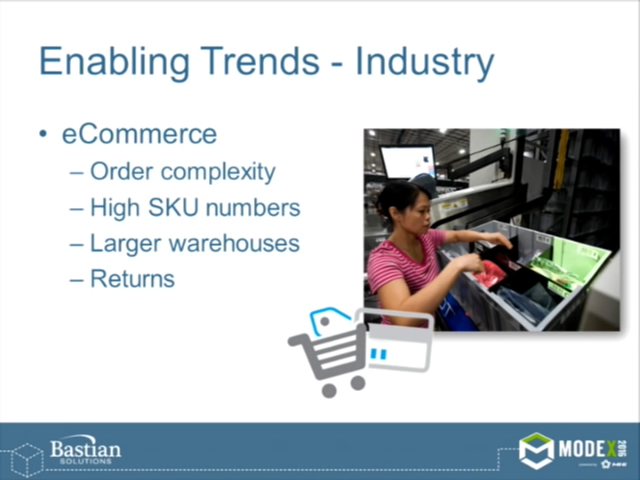 Enabling Trends - Industry
• eCommerce
– Order complexity
– High SKU numbers
– Larger warehouses
– Returns
Bastian
SOLUTIONS
MODEX
2016